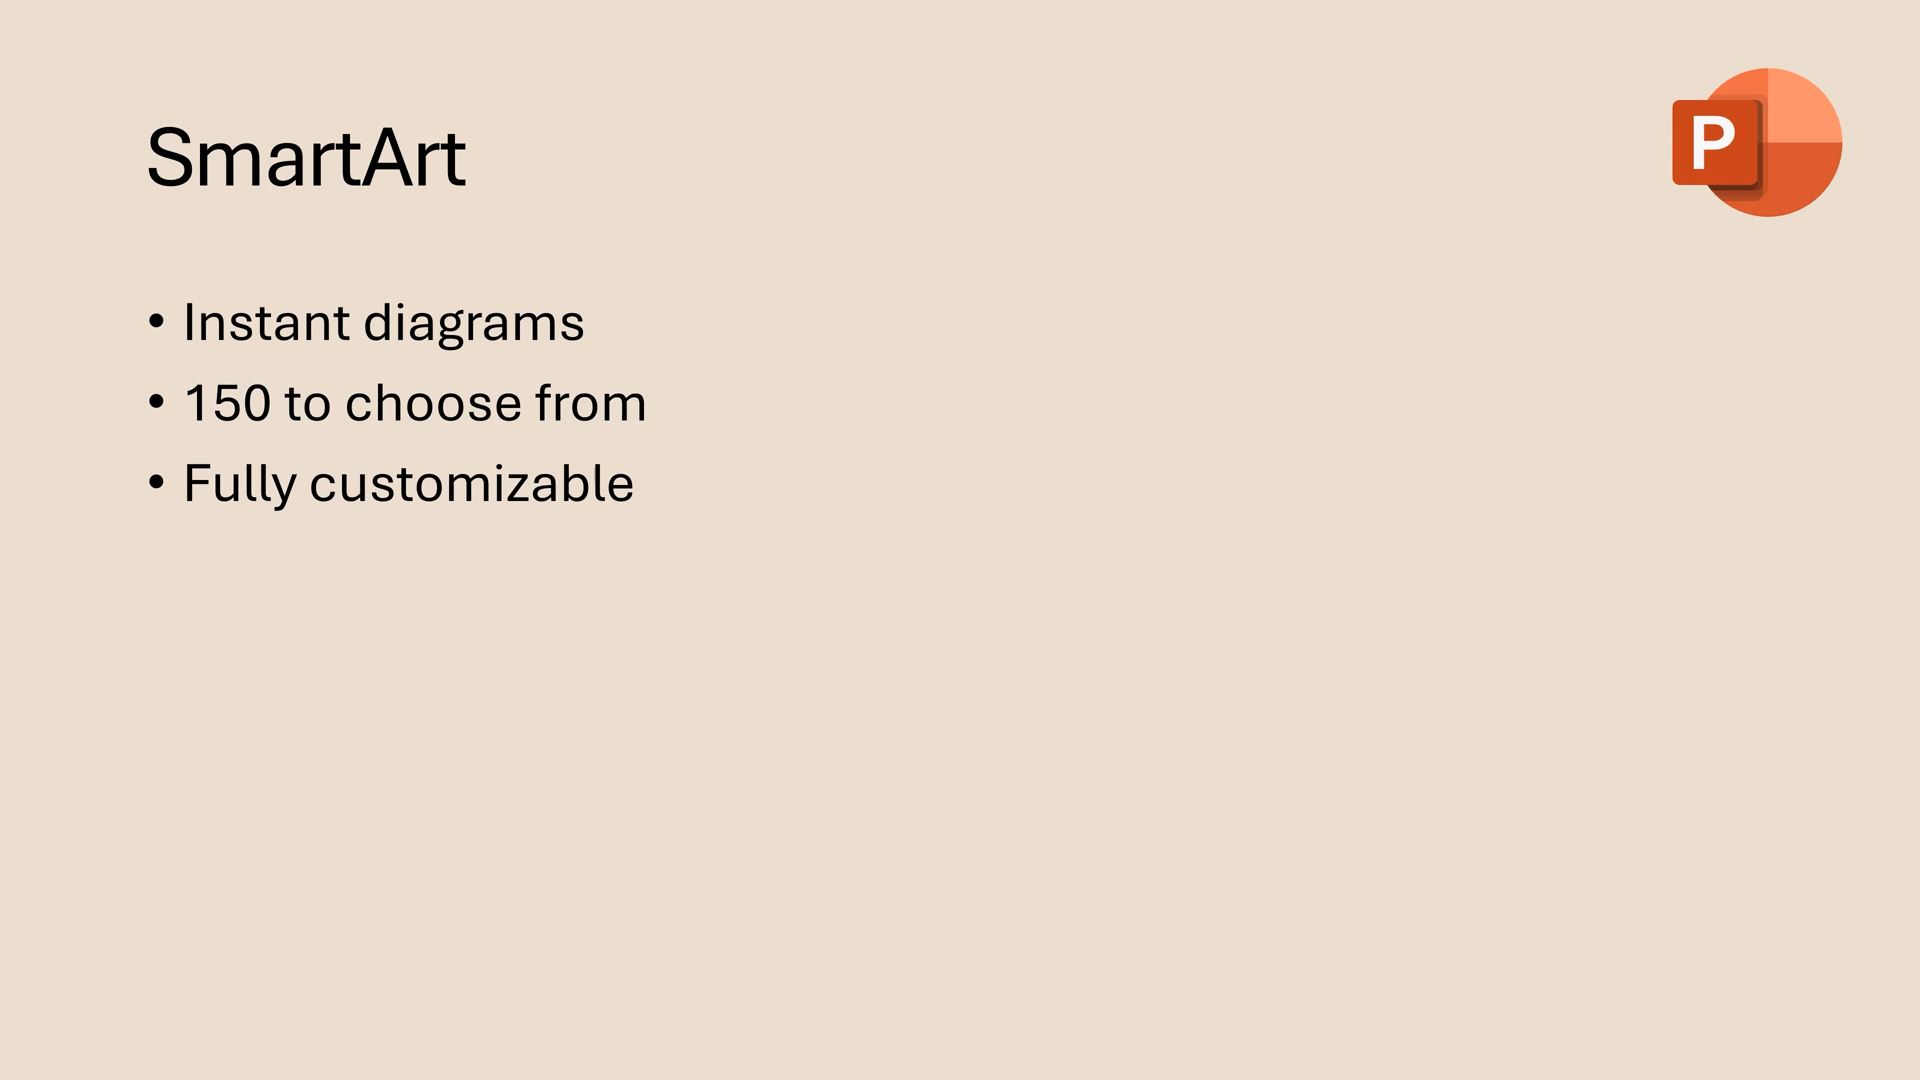 SmartArt
P
• Instant diagrams
• 150 to choose from
• Fully customizable